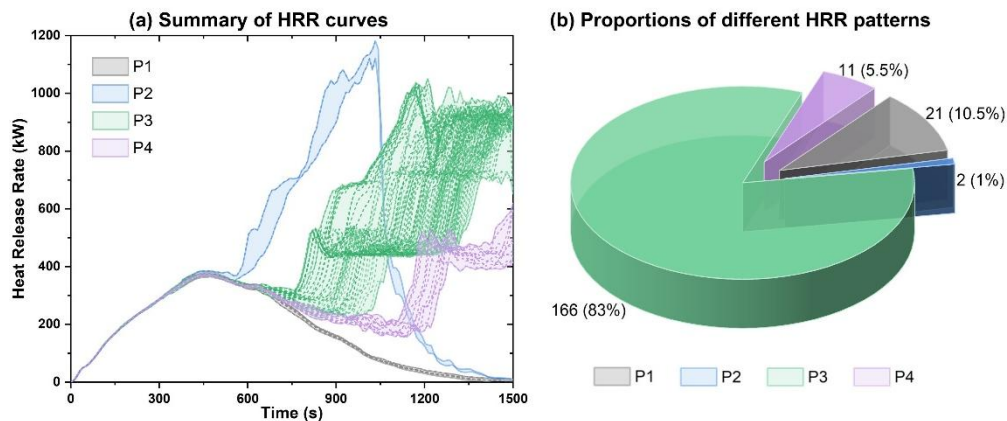 (a) Summary of HRR curves
1200
1000
800
600
400
200
0
Heat Release Rate (kW)
P1
P2
P3
P4
0 300 600 900 1200 1500
Time (s)
(b) Proportions of different HRR patterns
11 (5.5%)
21 (10.5%)
2 (1%)
166 (83%)
P1 P2 P3 P4